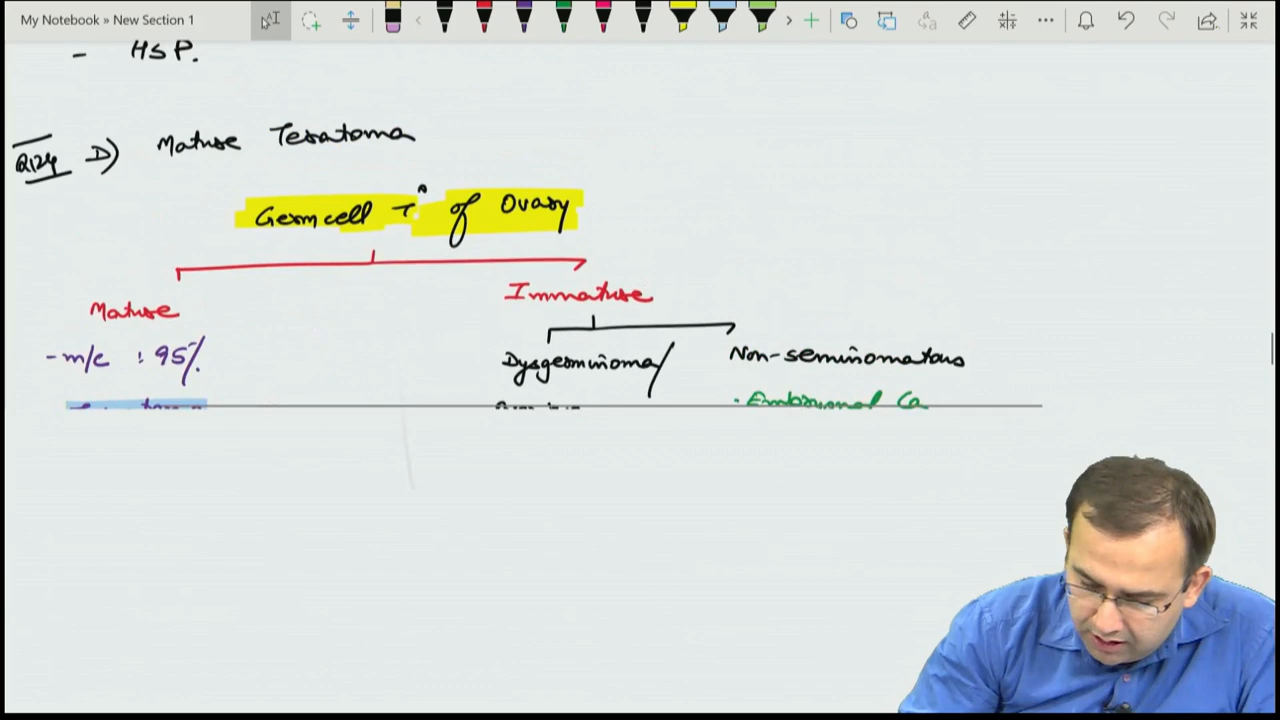 My Notebook » New Section 1
- HSP.
Q124 D) Mature Teratoma
Germcell T^ of Ovary
Mature
Immature
- m/c : 95%
Dysgerminoma/
Non-seminomatous
· Embryonal Ca